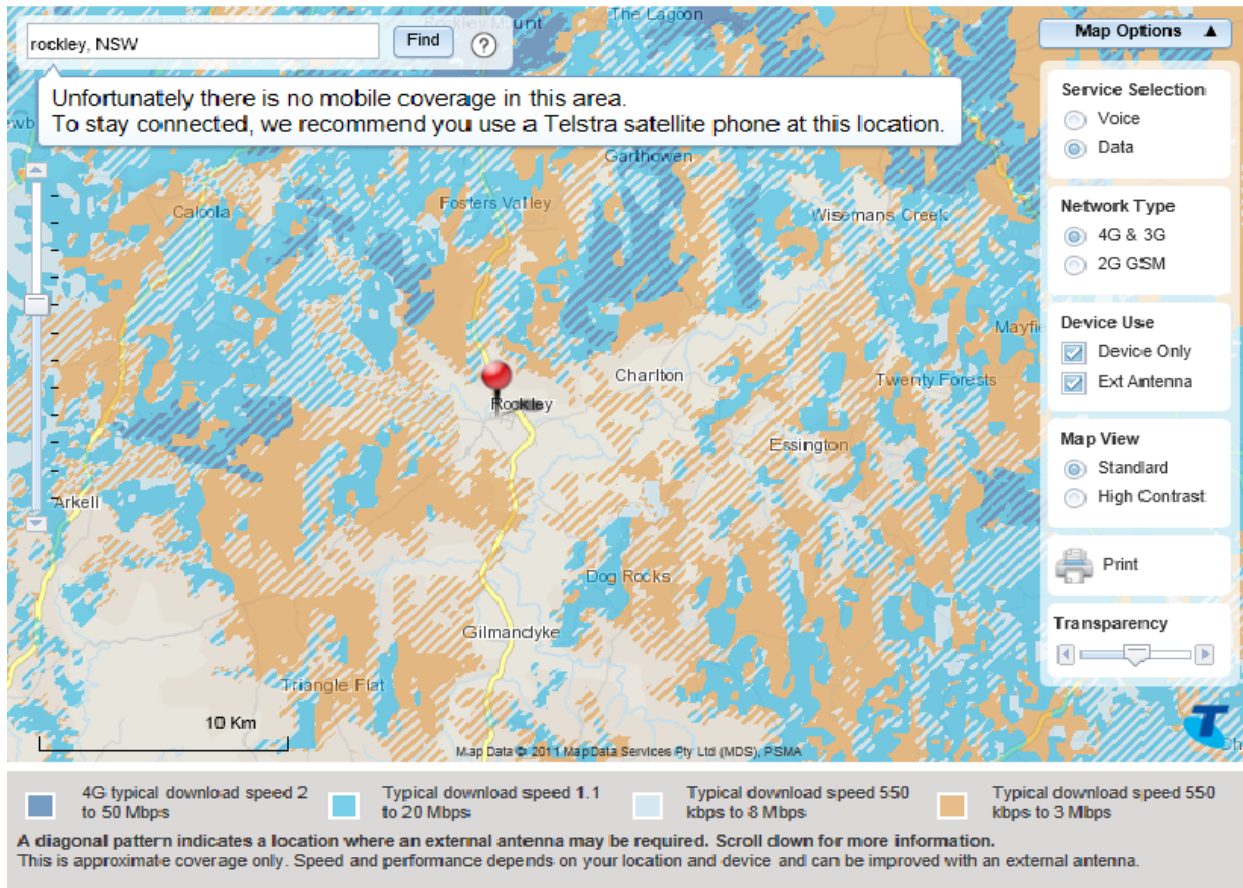 Rockley Mount
The Lagoon
rockley, NSW
Find
?
Map Options ▲
Unfortunately there is no mobile coverage in this area.
To stay connected, we recommend you use a Telstra satellite phone at this location.
Service Selection
Voice
Data
Garthowen
Caloola
Fosters Valley
Wisemans Creek
Network Type
4G & 3G
2G GSM
Device Use
Device Only
Ext Antenna
Charlton
Twenty Forests
Rockley
Essington
Map View
Standard
High Contrast
Arkell
Print
Dog Rocks
Transparency
Gilmandyke
Triangle Flat
10 Km
T
Map Data © 2011 MapData Services Pty Ltd (MDS), PSMA
4G typical download speed 2
to 50 Mbps
Typical download speed 1.1
to 20 Mbps
Typical download speed 550
kbps to 8 Mbps
Typical download speed 550
kbps to 3 Mbps
A diagonal pattern indicates a location where an external antenna may be required. Scroll down for more information.
This is approximate coverage only. Speed and performance depends on your location and device and can be improved with an external antenna.